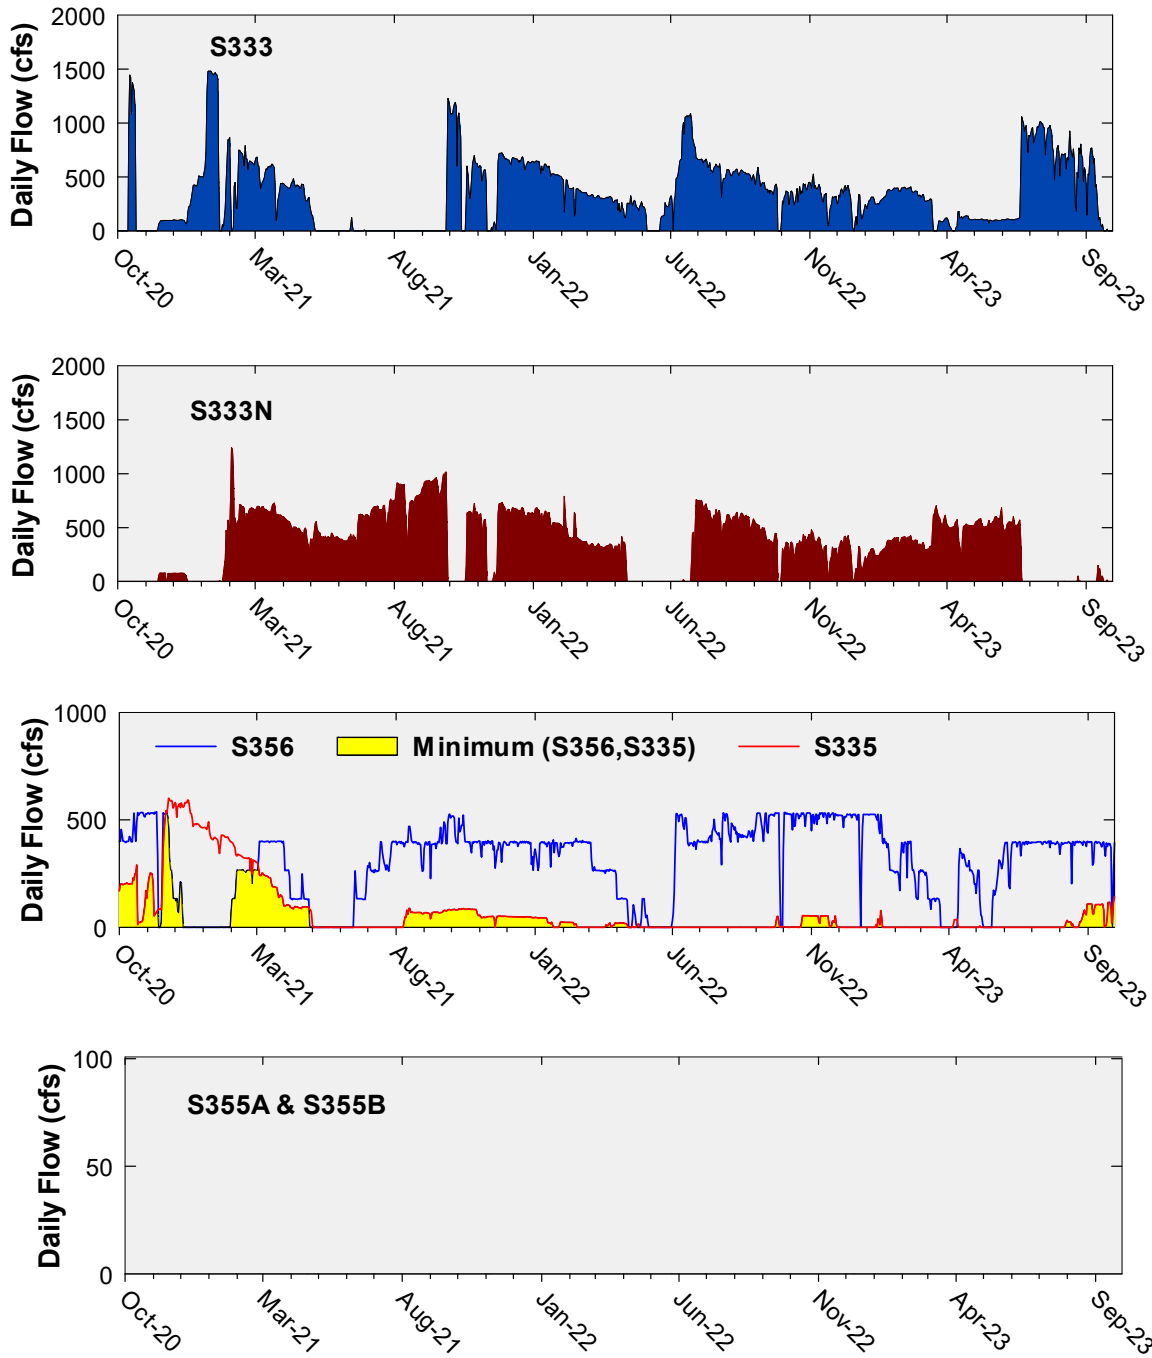 Daily Flow (cfs)
2000
1500
1000
500
0
S333
Oct-20 Mar-21 Aug-21 Jan-22 Jun-22 Nov-22 Apr-23 Sep-23
Daily Flow (cfs)
2000
1500
1000
500
0
S333N
Oct-20 Mar-21 Aug-21 Jan-22 Jun-22 Nov-22 Apr-23 Sep-23
Daily Flow (cfs)
1000
500
0
S356 Minimum (S356,S335) S335
Oct-20 Mar-21 Aug-21 Jan-22 Jun-22 Nov-22 Apr-23 Sep-23
Daily Flow (cfs)
100
50
0
S355A & S355B
Oct-20 Mar-21 Aug-21 Jan-22 Jun-22 Nov-22 Apr-23 Sep-23